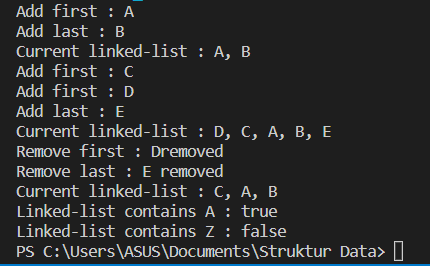 Add first : A
Add last : B
Current linked-list : A, B
Add first : C
Add first : D
Add last : E
Current linked-list : D, C, A, B, E
Remove first : Dremoved
Remove last : E removed
Current linked-list : C, A, B
Linked-list contains A : true
Linked-list contains Z : false
PS C:\Users\ASUS\Documents\Struktur Data>